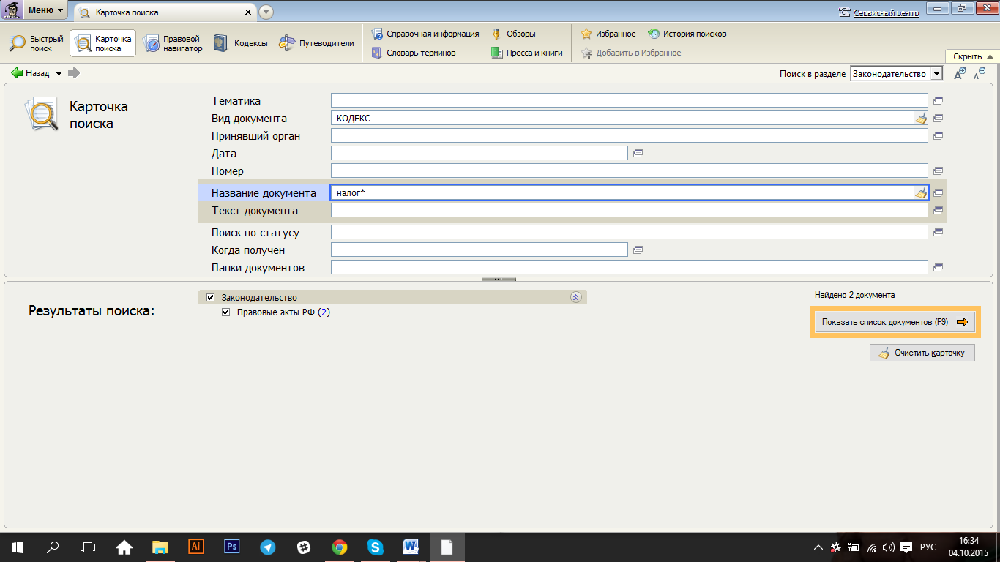 Меню
Карточка поиска
Сервисный центр
Быстрый поиск
Карточка поиска
Правовой навигатор
Кодексы
Путеводители
Справочная информация
Словарь терминов
Обзоры
Пресса и книги
Избранное
История поисков
Добавить в Избранное
Скрыть
Назад
Поиск в разделе Законодательство
Карточка
поиска
Тематика
Вид документа КОДЕКС
Принявший орган
Дата
Номер
Название документа налог*
Текст документа
Поиск по статусу
Когда получен
Папки документов
Результаты поиска:
Законодательство
Правовые акты РФ (2)
Найдено 2 документа
Показать список документов (F9)
Очистить карточку
Ai
Ps
РУС
16:34
04.10.2015